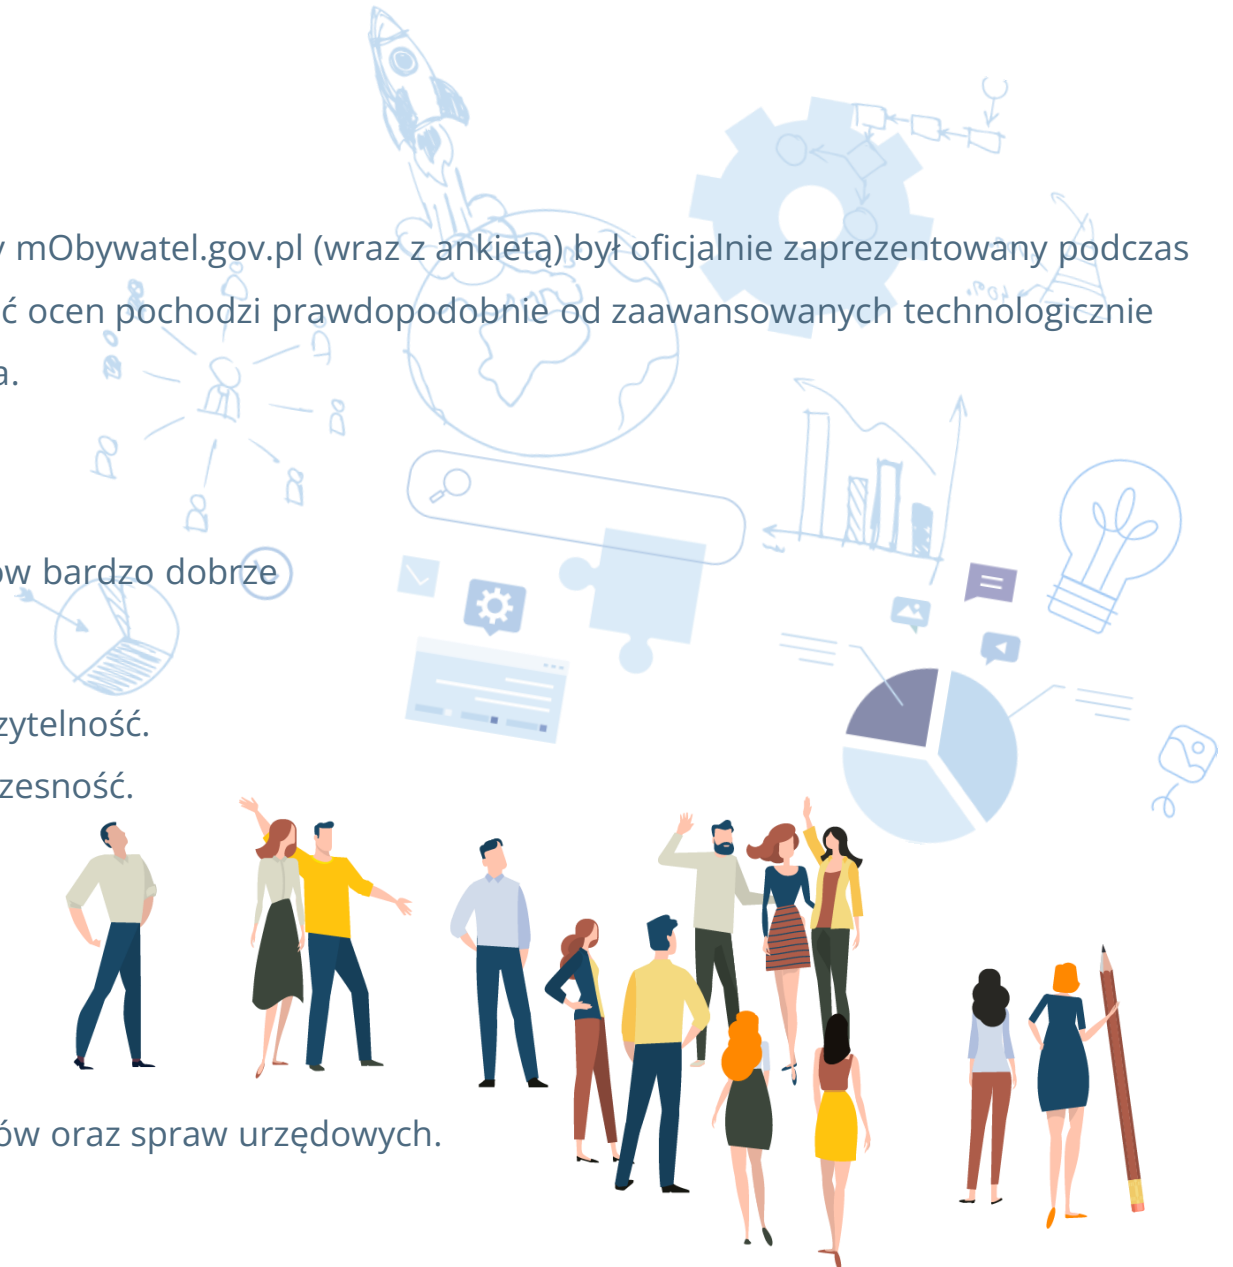 mObywatel.gov.pl (wraz z ankietą) był oficjalnie zaprezentowany podczas
ć ocen pochodzi prawdopodobnie od zaawansowanych technologicznie
a.
ów bardzo dobrze
zytelność.
zesność.
ów oraz spraw urzędowych.